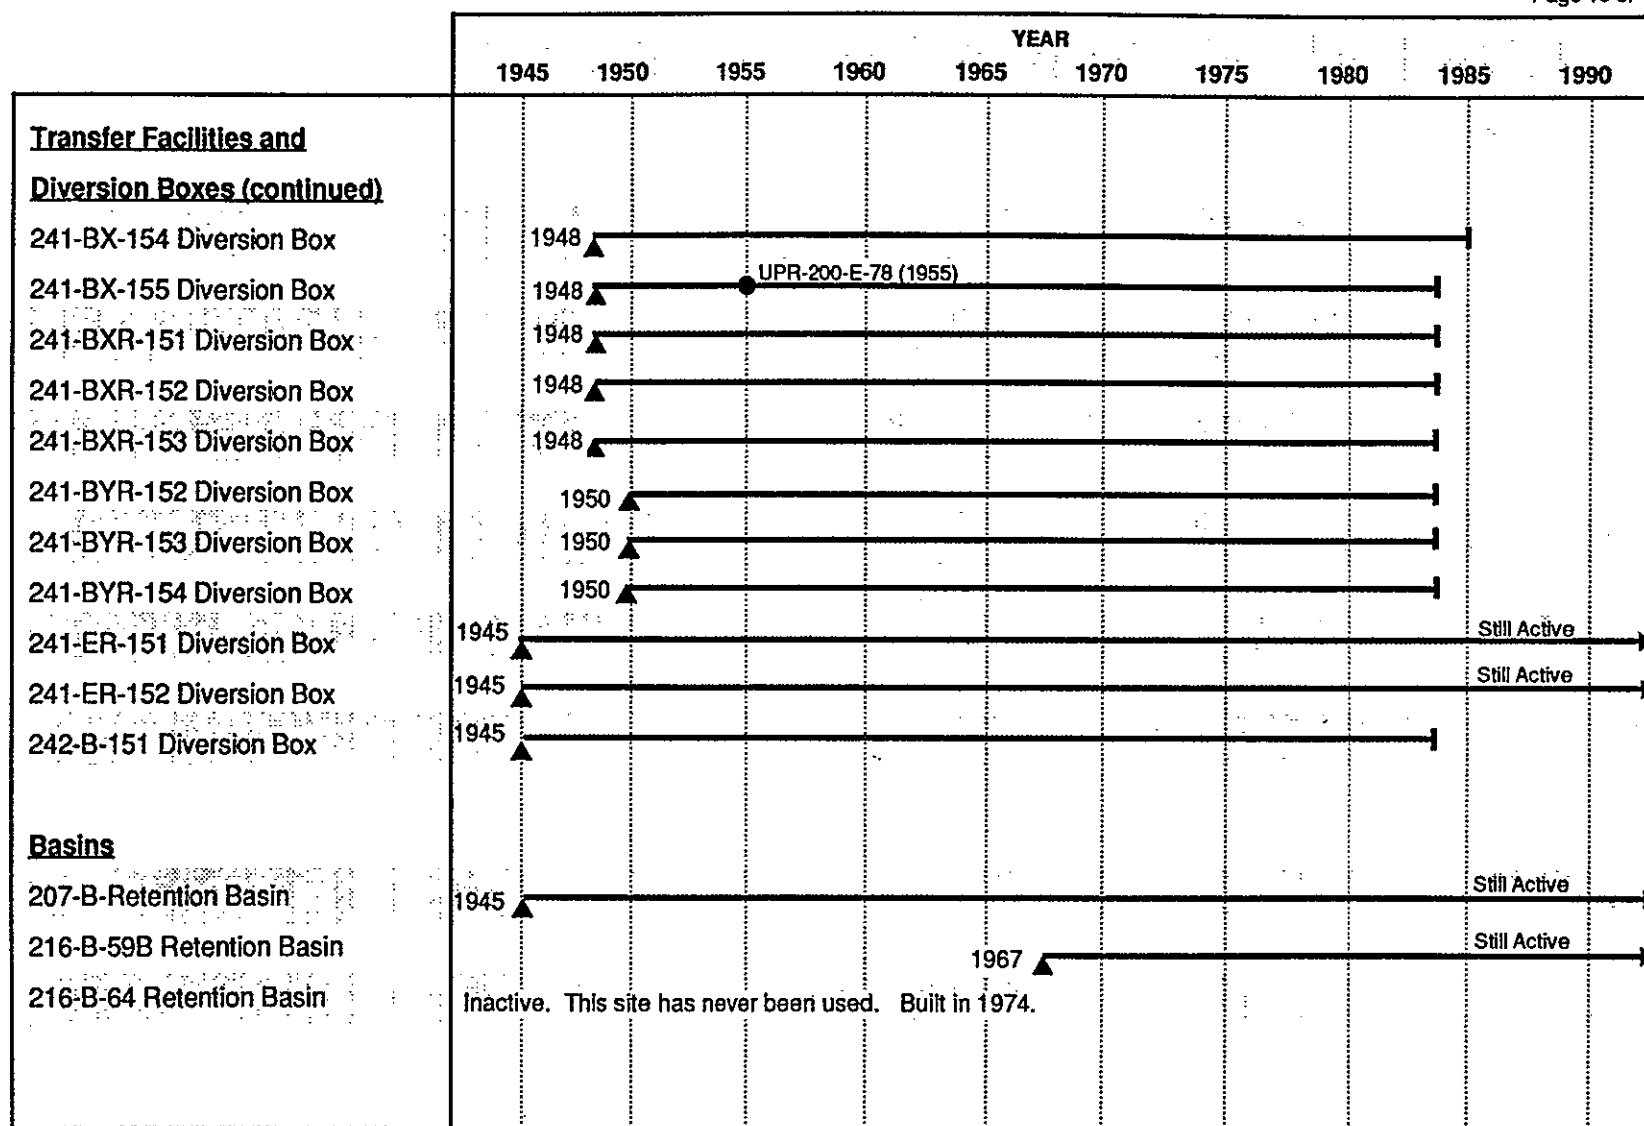 YEAR
1945 1950 1955 1960 1965 1970 1975 1980 1985 1990
Transfer Facilities and
Diversion Boxes (continued)
241-BX-154 Diversion Box 1948
241-BX-155 Diversion Box 1948 UPR-200-E-78 (1955)
241-BXR-151 Diversion Box 1948
241-BXR-152 Diversion Box 1948
241-BXR-153 Diversion Box 1948
241-BYR-152 Diversion Box 1950
241-BYR-153 Diversion Box 1950
241-BYR-154 Diversion Box 1950
241-ER-151 Diversion Box 1945 Still Active
241-ER-152 Diversion Box 1945 Still Active
242-B-151 Diversion Box 1945
Basins
207-B-Retention Basin 1945 Still Active
216-B-59B Retention Basin 1967 Still Active
216-B-64 Retention Basin Inactive. This site has never been used. Built in 1974.